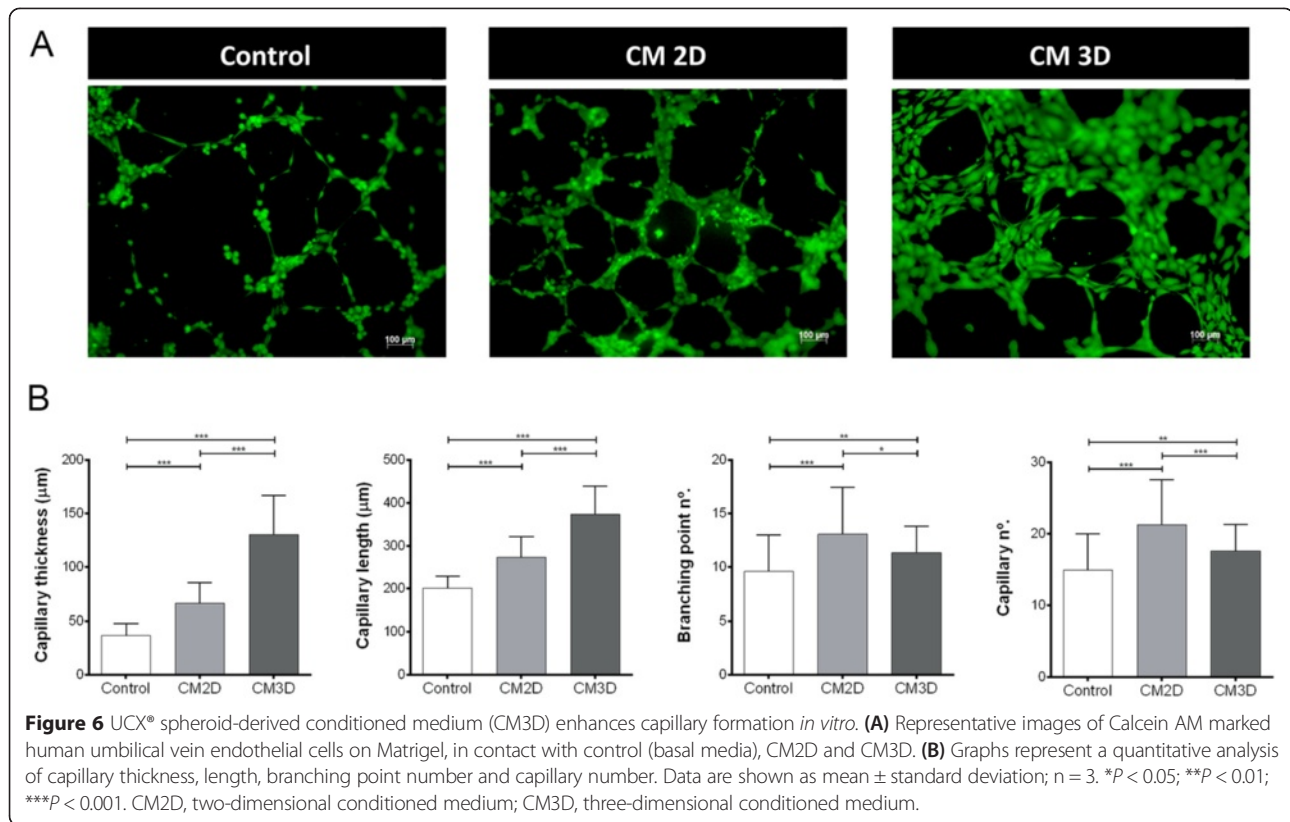 A
Control
CM 2D
CM 3D
100 µm
100 µm
100 µm
B
***
***
***
Capillary thickness (µm)
200
150
100
50
0
Control
CM2D
CM3D
***
***
***
Capillary length (µm)
500
400
300
200
100
0
Control
CM2D
CM3D
**
***
*
Branching point nº.
20
15
10
5
0
Control
CM2D
CM3D
**
***
***
Capillary nº.
30
20
10
0
Control
CM2D
CM3D
Figure 6 UCX® spheroid-derived conditioned medium (CM3D) enhances capillary formation in vitro. (A) Representative images of Calcein AM marked
human umbilical vein endothelial cells on Matrigel, in contact with control (basal media), CM2D and CM3D. (B) Graphs represent a quantitative analysis
of capillary thickness, length, branching point number and capillary number. Data are shown as mean ± standard deviation; n = 3. *P < 0.05; **P < 0.01;
***P < 0.001. CM2D, two-dimensional conditioned medium; CM3D, three-dimensional conditioned medium.